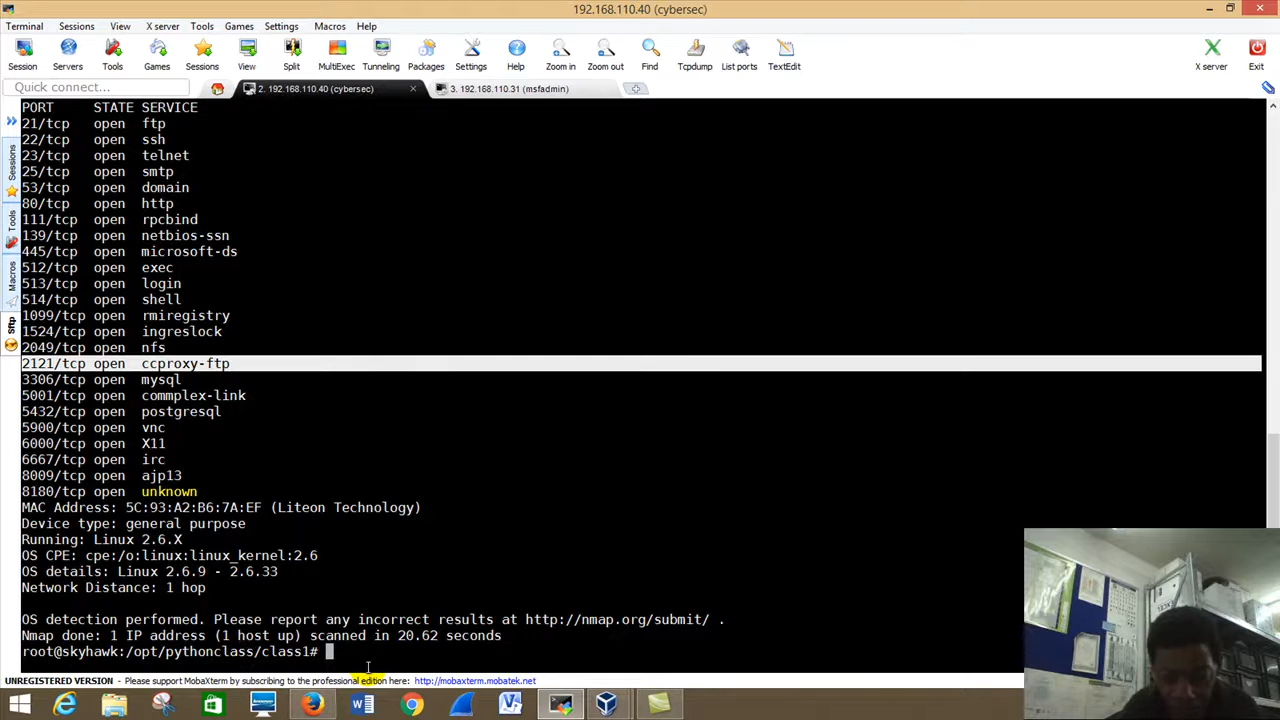 192.168.110.40 (cybersec)
Terminal Sessions View X server Tools Games Settings Macros Help
Session Servers Tools Games Sessions View Split MultiExec Tunneling Packages Settings Help Zoom in Zoom out Find Tcpdump List ports TextEdit X server Exit
Quick connect...
2. 192.168.110.40 (cybersec)
3. 192.168.110.31 (msfadmin)
Sessions
Tools
Macros
Sftp
PORT STATE SERVICE
21/tcp open ftp
22/tcp open ssh
23/tcp open telnet
25/tcp open smtp
53/tcp open domain
80/tcp open http
111/tcp open rpcbind
139/tcp open netbios-ssn
445/tcp open microsoft-ds
512/tcp open exec
513/tcp open login
514/tcp open shell
1099/tcp open rmiregistry
1524/tcp open ingreslock
2049/tcp open nfs
2121/tcp open ccproxy-ftp
3306/tcp open mysql
5001/tcp open commplex-link
5432/tcp open postgresql
5900/tcp open vnc
6000/tcp open X11
6667/tcp open irc
8009/tcp open ajp13
8180/tcp open unknown
MAC Address: 5C:93:A2:B6:7A:EF (Liteon Technology)
Device type: general purpose
Running: Linux 2.6.X
OS CPE: cpe:/o:linux:linux_kernel:2.6
OS details: Linux 2.6.9 - 2.6.33
Network Distance: 1 hop
OS detection performed. Please report any incorrect results at http://nmap.org/submit/ .
Nmap done: 1 IP address (1 host up) scanned in 20.62 seconds
root@skyhawk:/opt/pythonclass/class1#
UNREGISTERED VERSION - Please support MobaXterm by subscribing to the professional edition here: http://mobaxterm.mobatek.net